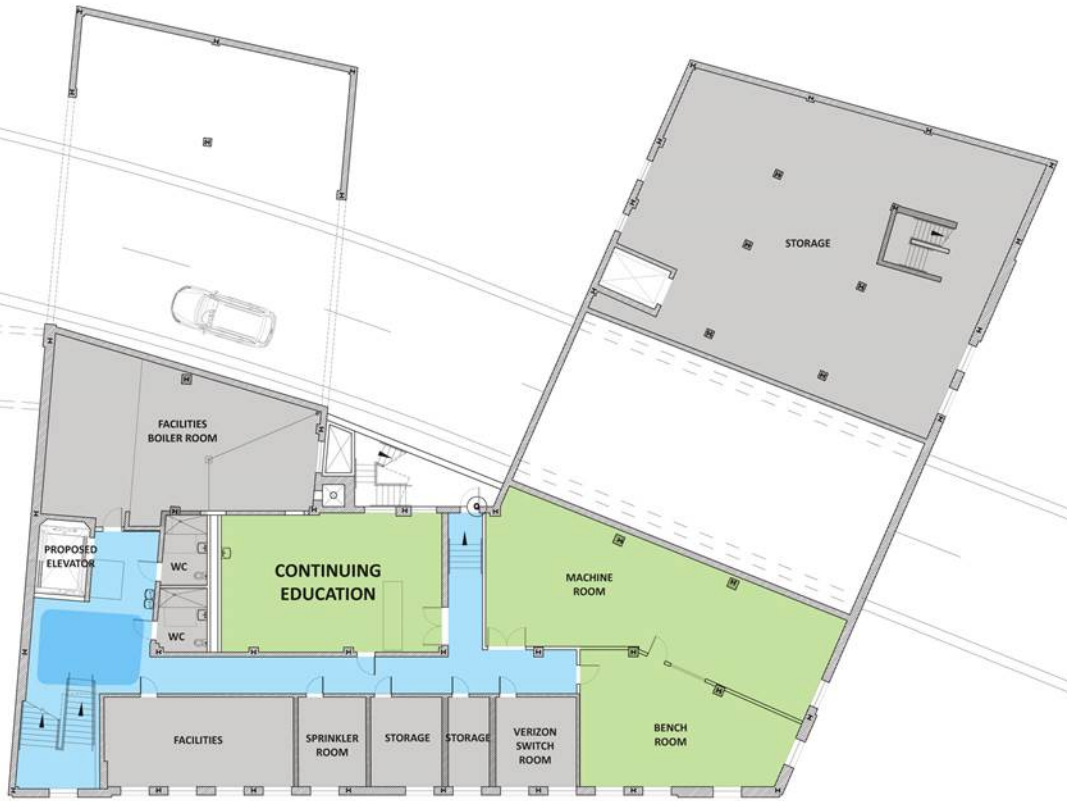 STORAGE
FACILITIES
BOILER ROOM
PROPOSED
ELEVATOR
WC
CONTINUING
EDUCATION
MACHINE
ROOM
WC
FACILITIES
SPRINKLER
ROOM
STORAGE
STORAGE
VERIZON
SWITCH
ROOM
BENCH
ROOM